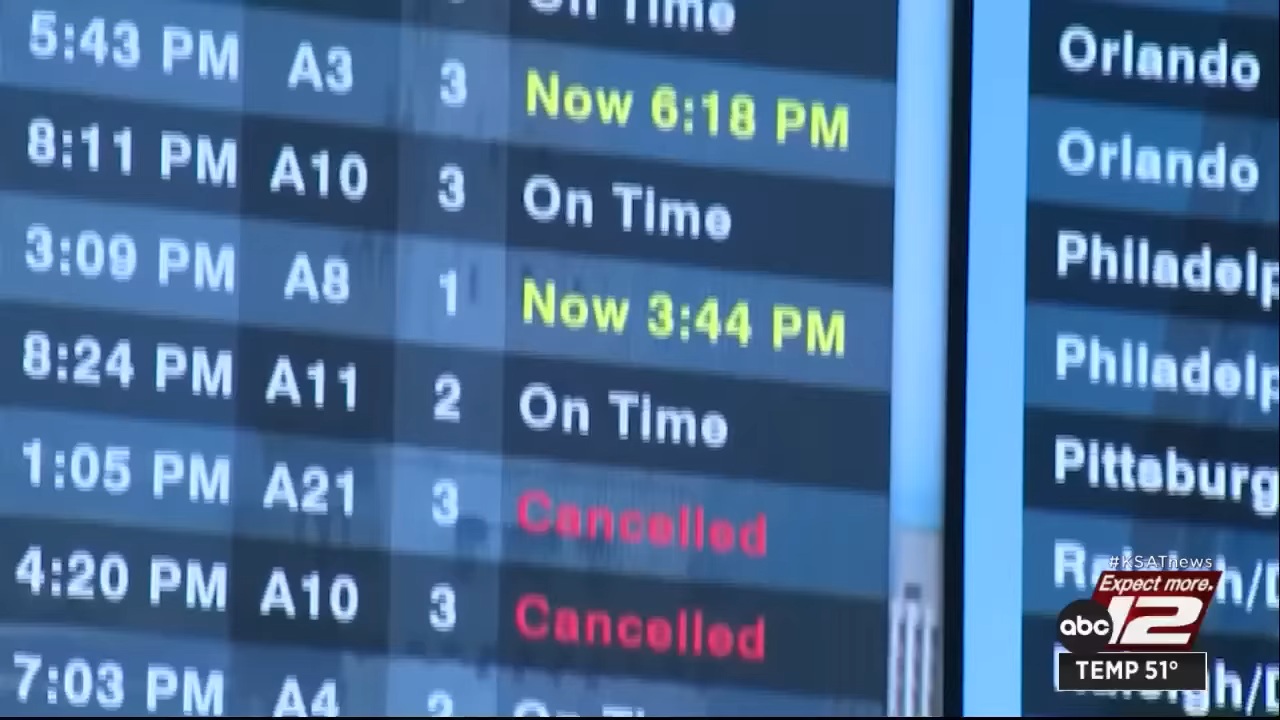 On Time
5:43 PM A3 3 Now 6:18 PM
8:11 PM A10 3 On Time
3:09 PM A8 1 Now 3:44 PM
8:24 PM A11 2 On Time
1:05 PM A21 3 Cancelled
4:20 PM A10 3 Cancelled
7:03 PM A4
Orlando
Orlando
Philadelp
Philadelp
Pittsburg
#KSATnews
Expect more.
abc 12
TEMP 51°